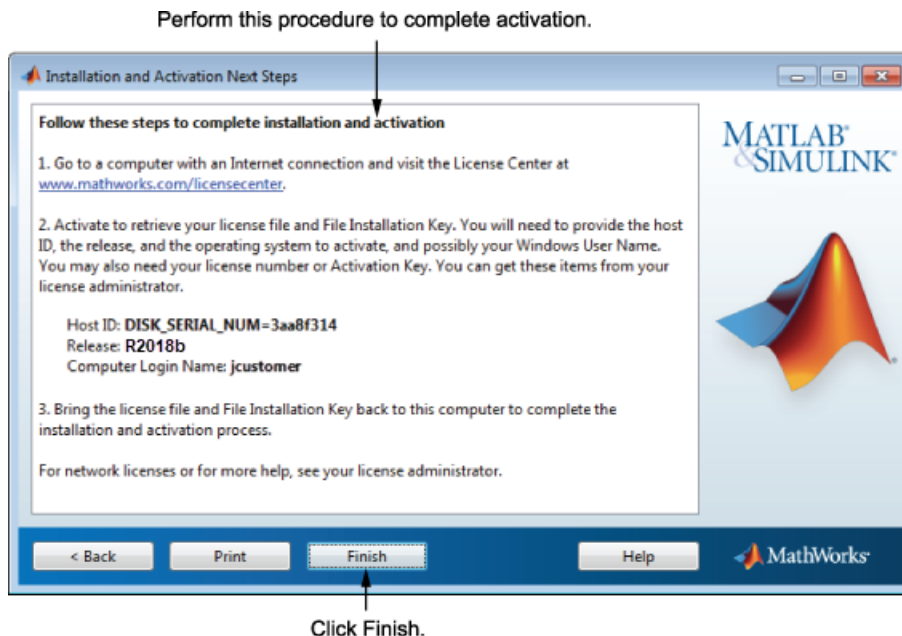 Perform this procedure to complete activation.
Installation and Activation Next Steps
Follow these steps to complete installation and activation
1. Go to a computer with an Internet connection and visit the License Center at
www.mathworks.com/licensecenter.
2. Activate to retrieve your license file and File Installation Key. You will need to provide the host
ID, the release, and the operating system to activate, and possibly your Windows User Name.
You may also need your license number or Activation Key. You can get these items from your
license administrator.
Host ID: DISK_SERIAL_NUM=3aa8f314
Release: R2018b
Computer Login Name: jcustomer
3. Bring the license file and File Installation Key back to this computer to complete the
installation and activation process.
For network licenses or for more help, see your license administrator.
MATLAB®
&SIMULINK®
< Back
Print
Finish
Help
MathWorks®
Click Finish.